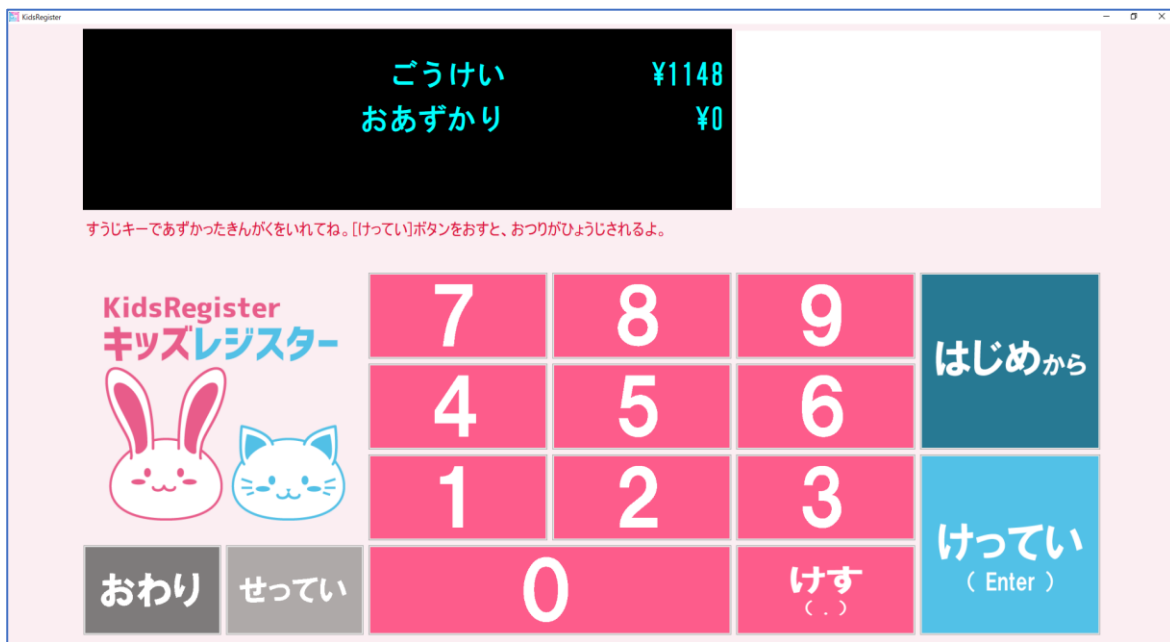 KidsRegister
ごうけい ¥1148
おあずかり ¥0
すうじキーであずかったきんがくをいれてね。[けってい]ボタンをおすと、おつりがひょうじされるよ。
KidsRegister
キッズレジスター
7 8 9
はじめから
4 5 6
1 2 3
けってい
( Enter )
おわり せってい 0 けす
( . )